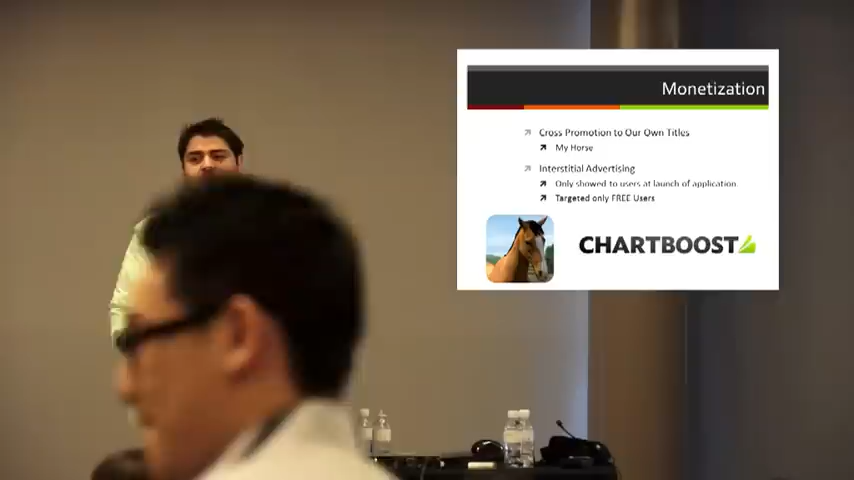 Monetization
Cross Promotion to Our Own Titles
My Horse
Interstitial Advertising
Only showed to users at launch of application.
Targeted only FREE Users
CHARTBOOST